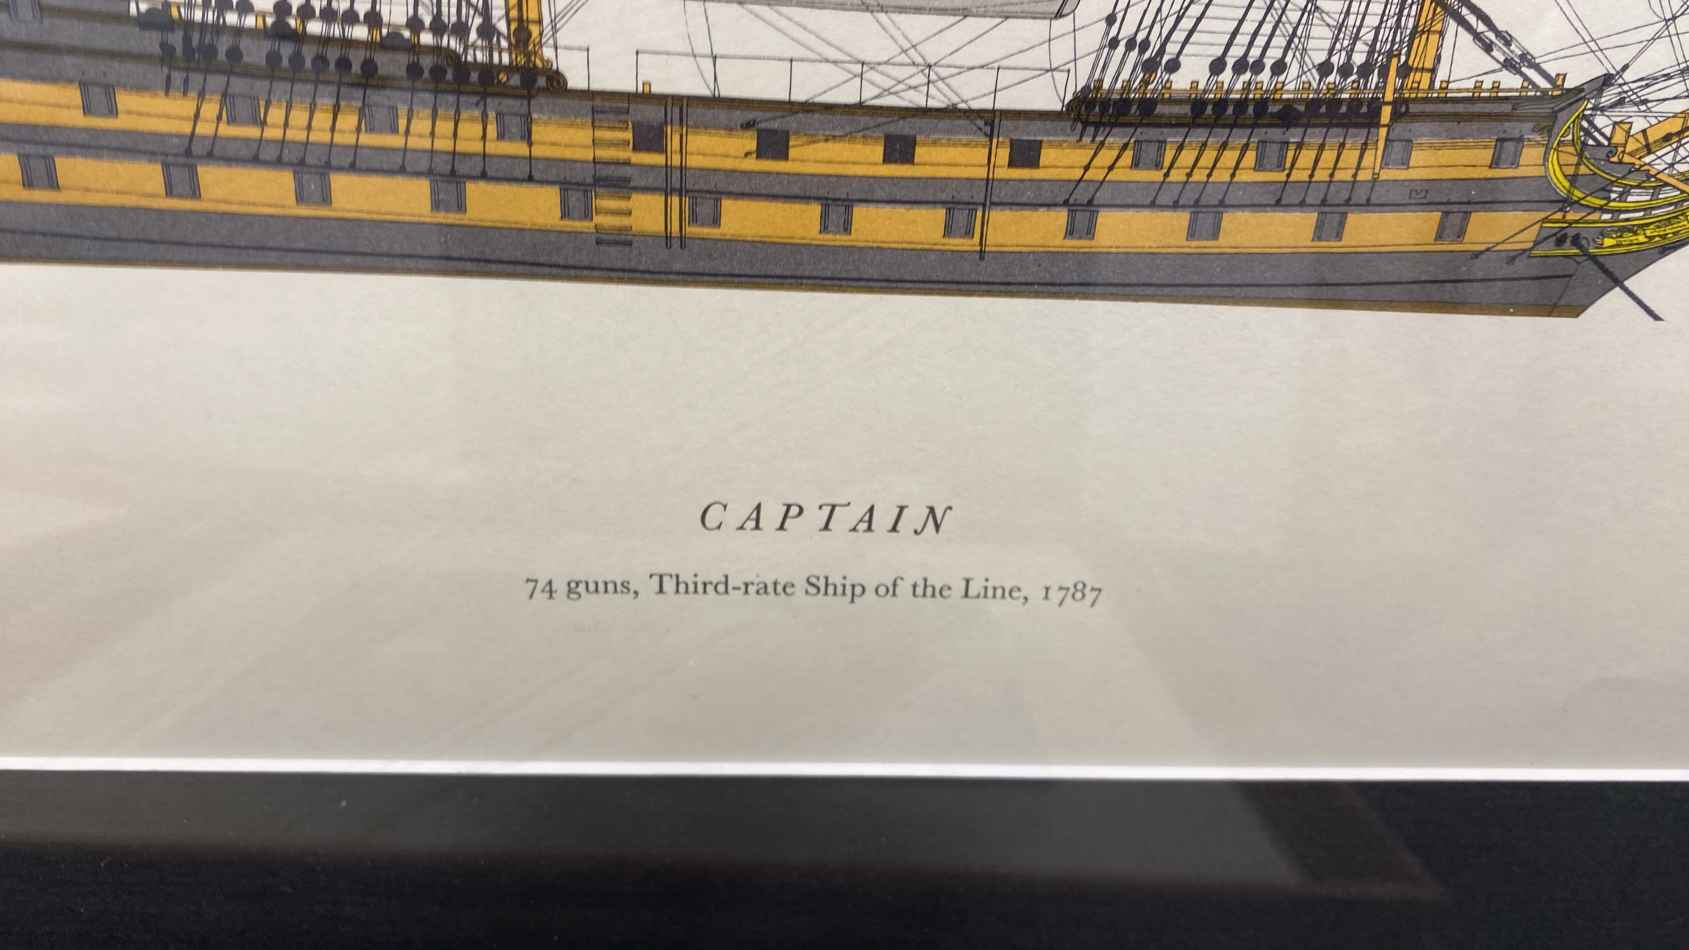 CAPTAIN
74 guns, Third-rate Ship of the Line, 1787